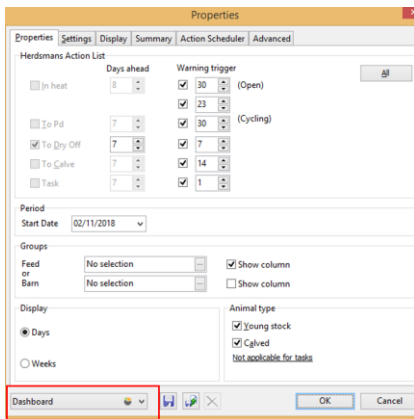 Properties
Properties Settings Display Summary Action Scheduler Advanced
Herdsmans Action List
Days ahead Warning trigger
All
In heat 8 30 (Open)
23
To Pd 7 30 (Cycling)
To Dry Off 7 7
To Calve 7 14
Task 7 1
Period
Start Date 02/11/2018
Groups
Feed No selection ... Show column
or
Barn No selection ... Show column
Display Animal type
Days Young stock
Calved
Weeks Not applicable for tasks
Dashboard OK Cancel